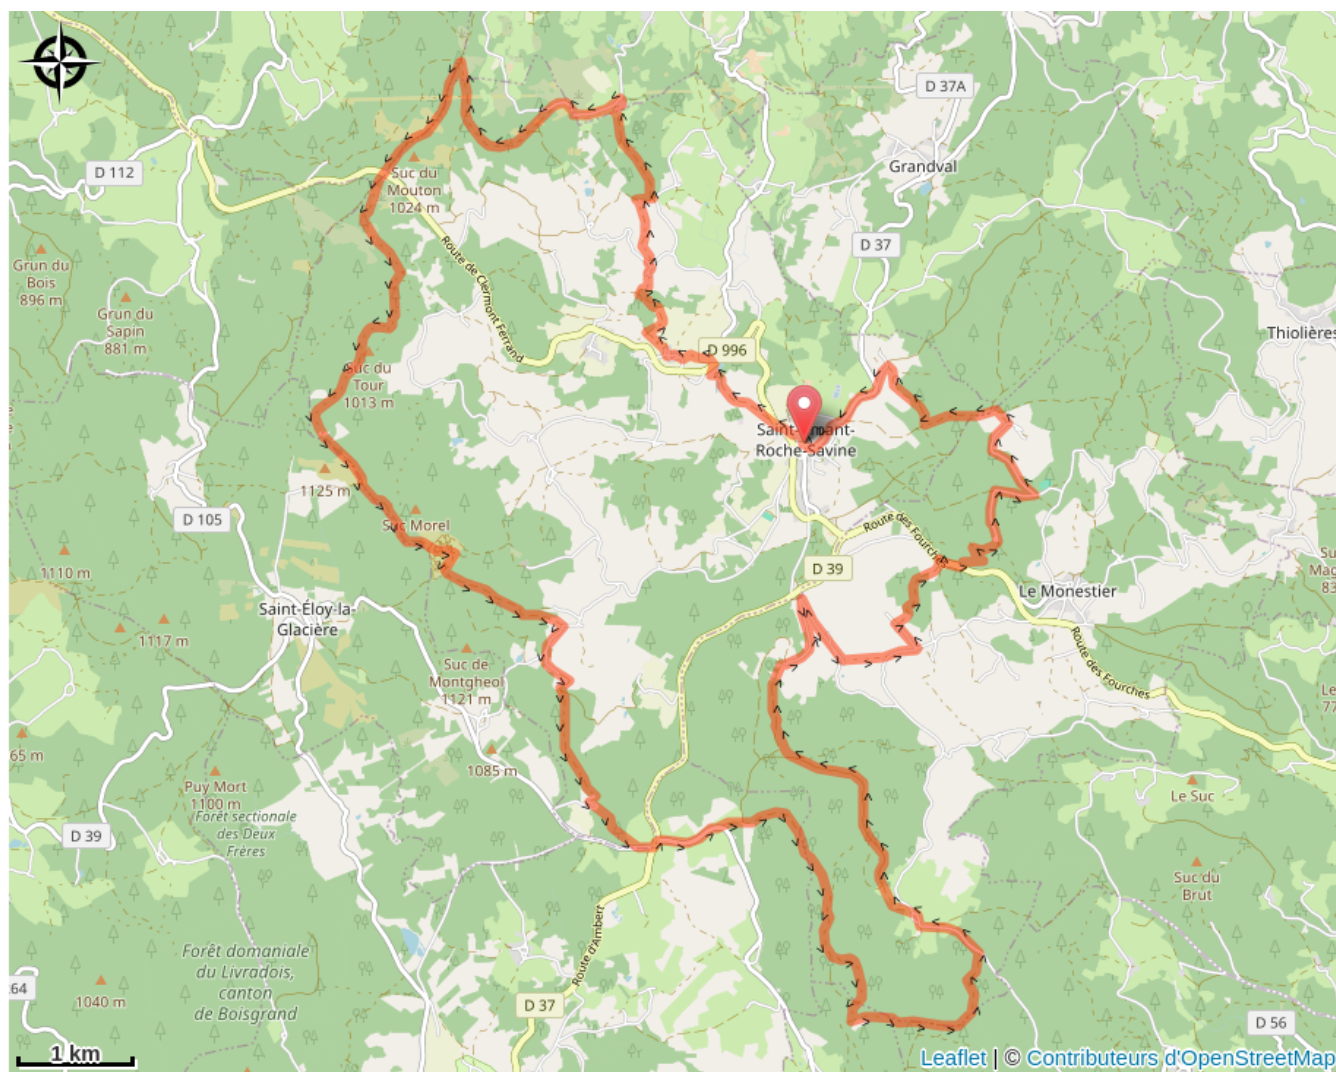 D 37A
D 112
Grandval
Suc du
Mouton
1024 m
D 37
Route de Clermont Ferrand
Grun du
Bois
896 m
Grun du
Sapin
881 m
Thiolières
D 996
Suc du
Tour
1013 m
Roche-Savine
1125 m
Suc Morel
D 105
Route des Fourches
1110 m
D 39
Le Monestier
Saint-Éloy-la-
Glacière
1117 m
Route des Fourches
Suc de
Montgheol
1121 m
65 m
1085 m
Puy Mort
1100 m
Le Suc
Forêt sectionale
des Deux
Frères
D 39
Suc du
Brut
Route d'Ambert
Forêt domaniale
du Livradois,
canton
de Boisgrand
64
1040 m
D 37
D 56
1 km
Leaflet | © Contributeurs d'OpenStreetMap